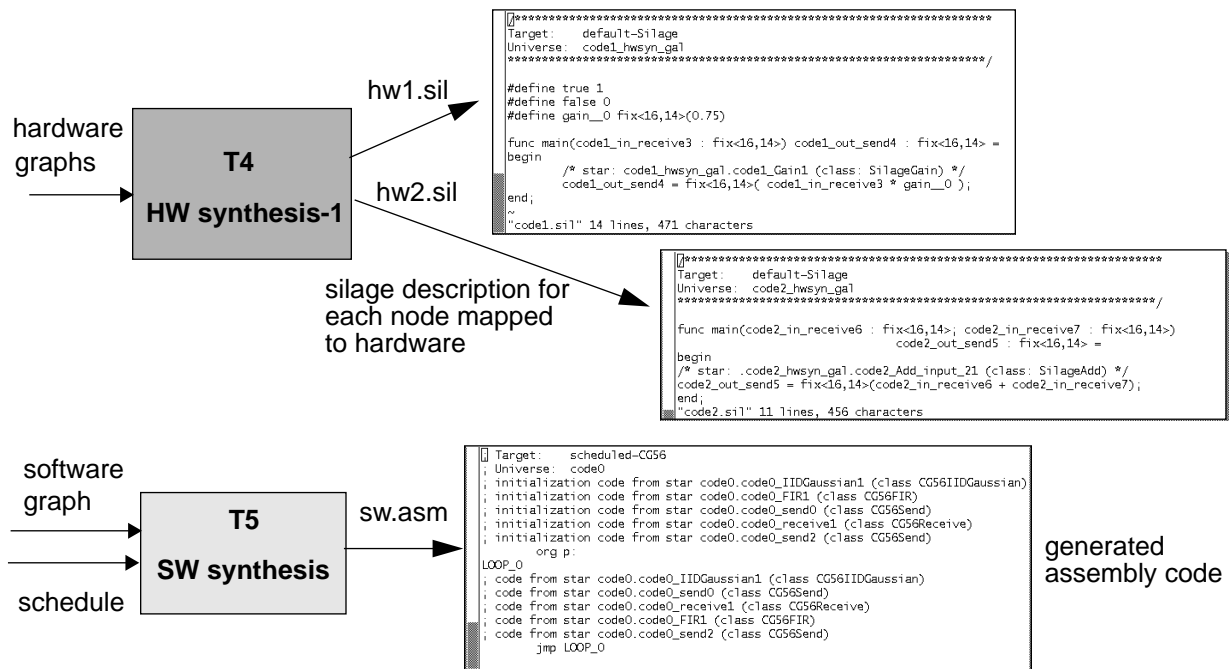 hardware
graphs
T4
HW synthesis-1
hw1.sil
hw2.sil
silage description for
each node mapped
to hardware
/***********************************************************************
Target:    default-Silage
Universe:  code1_hwsyn_gal
***********************************************************************/
#define true 1
#define false 0
#define gain__0 fix<16,14>(0.75)
func main(code1_in_receive3 : fix<16,14>) code1_out_send4 : fix<16,14> =
begin
/* star: code1_hwsyn_gal.code1_Gain1 (class: SilageGain) */
code1_out_send4 = fix<16,14>( code1_in_receive3 * gain__0 );
end;
~
"code1.sil" 14 lines, 471 characters
/***********************************************************************
Target:    default-Silage
Universe:  code2_hwsyn_gal
***********************************************************************/
func main(code2_in_receive6 : fix<16,14>; code2_in_receive7 : fix<16,14>)
code2_out_send5 : fix<16,14> =
begin
/* star: .code2_hwsyn_gal.code2_Add_input_21 (class: SilageAdd) */
code2_out_send5 = fix<16,14>(code2_in_receive6 + code2_in_receive7);
end;
"code2.sil" 11 lines, 456 characters
software
graph
schedule
T5
SW synthesis
sw.asm
; Target:    scheduled-CG56
; Universe:  code0
; initialization code from star code0.code0_IIDGaussian1 (class CG56IIDGaussian)
; initialization code from star code0.code0_FIR1 (class CG56FIR)
; initialization code from star code0.code0_send0 (class CG56Send)
; initialization code from star code0.code0_receive1 (class CG56Receive)
; initialization code from star code0.code0_send2 (class CG56Send)
org p:
LOOP_0
; code from star code0.code0_IIDGaussian1 (class CG56IIDGaussian)
; code from star code0.code0_send0 (class CG56Send)
; code from star code0.code0_receive1 (class CG56Receive)
; code from star code0.code0_FIR1 (class CG56FIR)
; code from star code0.code0_send2 (class CG56Send)
jmp LOOP_0
generated
assembly code